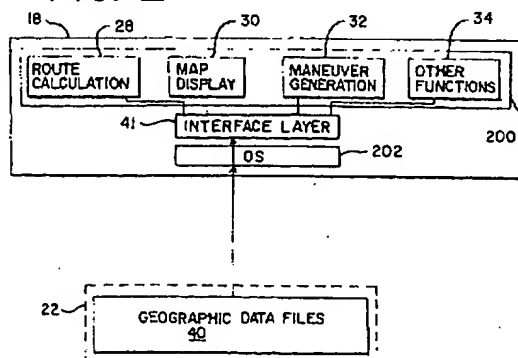 18
28
30
32
34
ROUTE CALCULATION
MAP DISPLAY
MANEUVER GENERATION
OTHER FUNCTIONS
200
41
INTERFACE LAYER
OS
202
22
GEOGRAPHIC DATA FILES
40